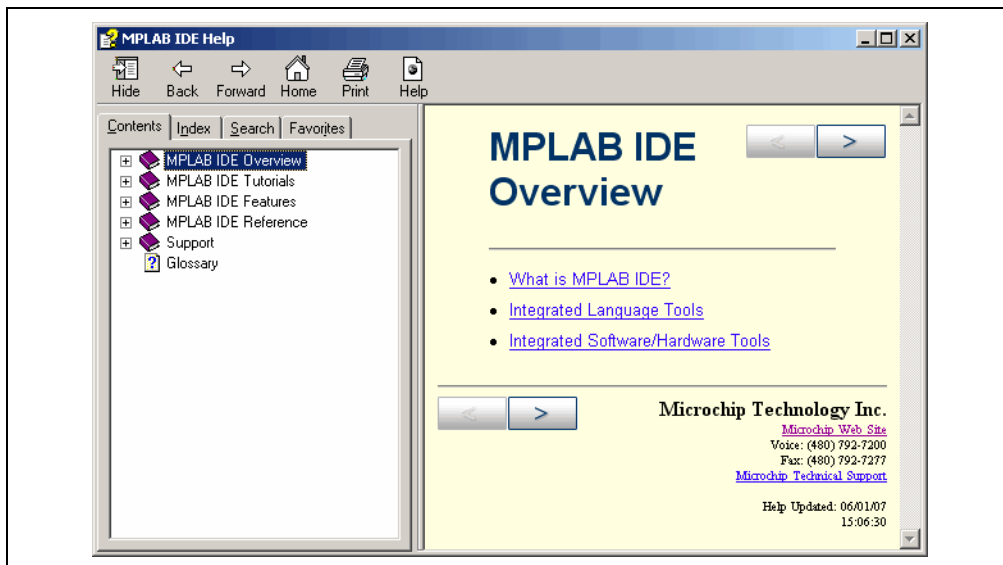 MPLAB IDE Help
Hide Back Forward Home Print Help
Contents Index Search Favorites
MPLAB IDE Overview
MPLAB IDE Tutorials
MPLAB IDE Features
MPLAB IDE Reference
Support
Glossary
MPLAB IDE
Overview
< >
What is MPLAB IDE?
Integrated Language Tools
Integrated Software/Hardware Tools
< >
Microchip Technology Inc.
Microchip Web Site
Voice: (480) 792-7200
Fax: (480) 792-7277
Microchip Technical Support
Help Updated: 06/01/07
15:06:30